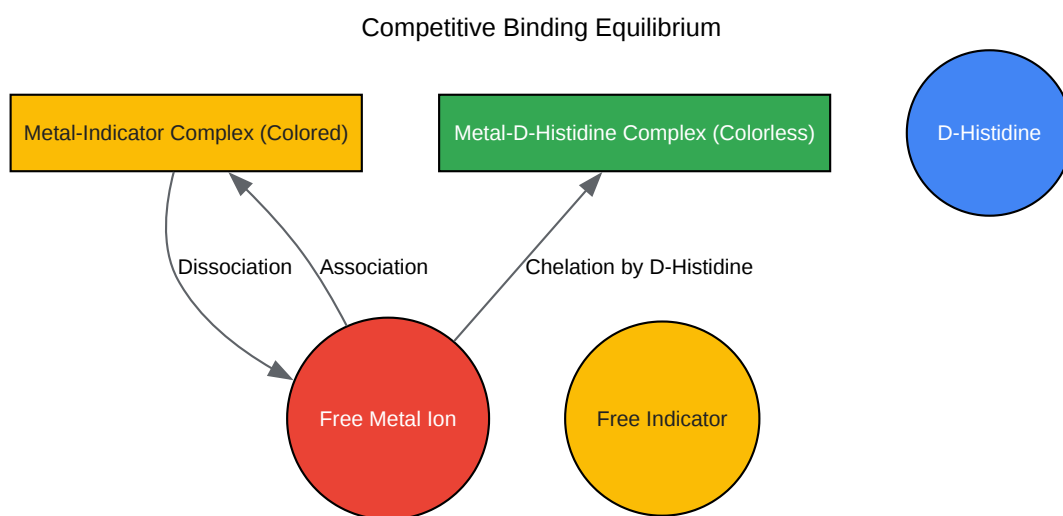 Competitive Binding Equilibrium
Metal-Indicator Complex (Colored)
Metal-D-Histidine Complex (Colorless)
D-Histidine
Dissociation
Association
Chelation by D-Histidine
Free Metal Ion
Free Indicator